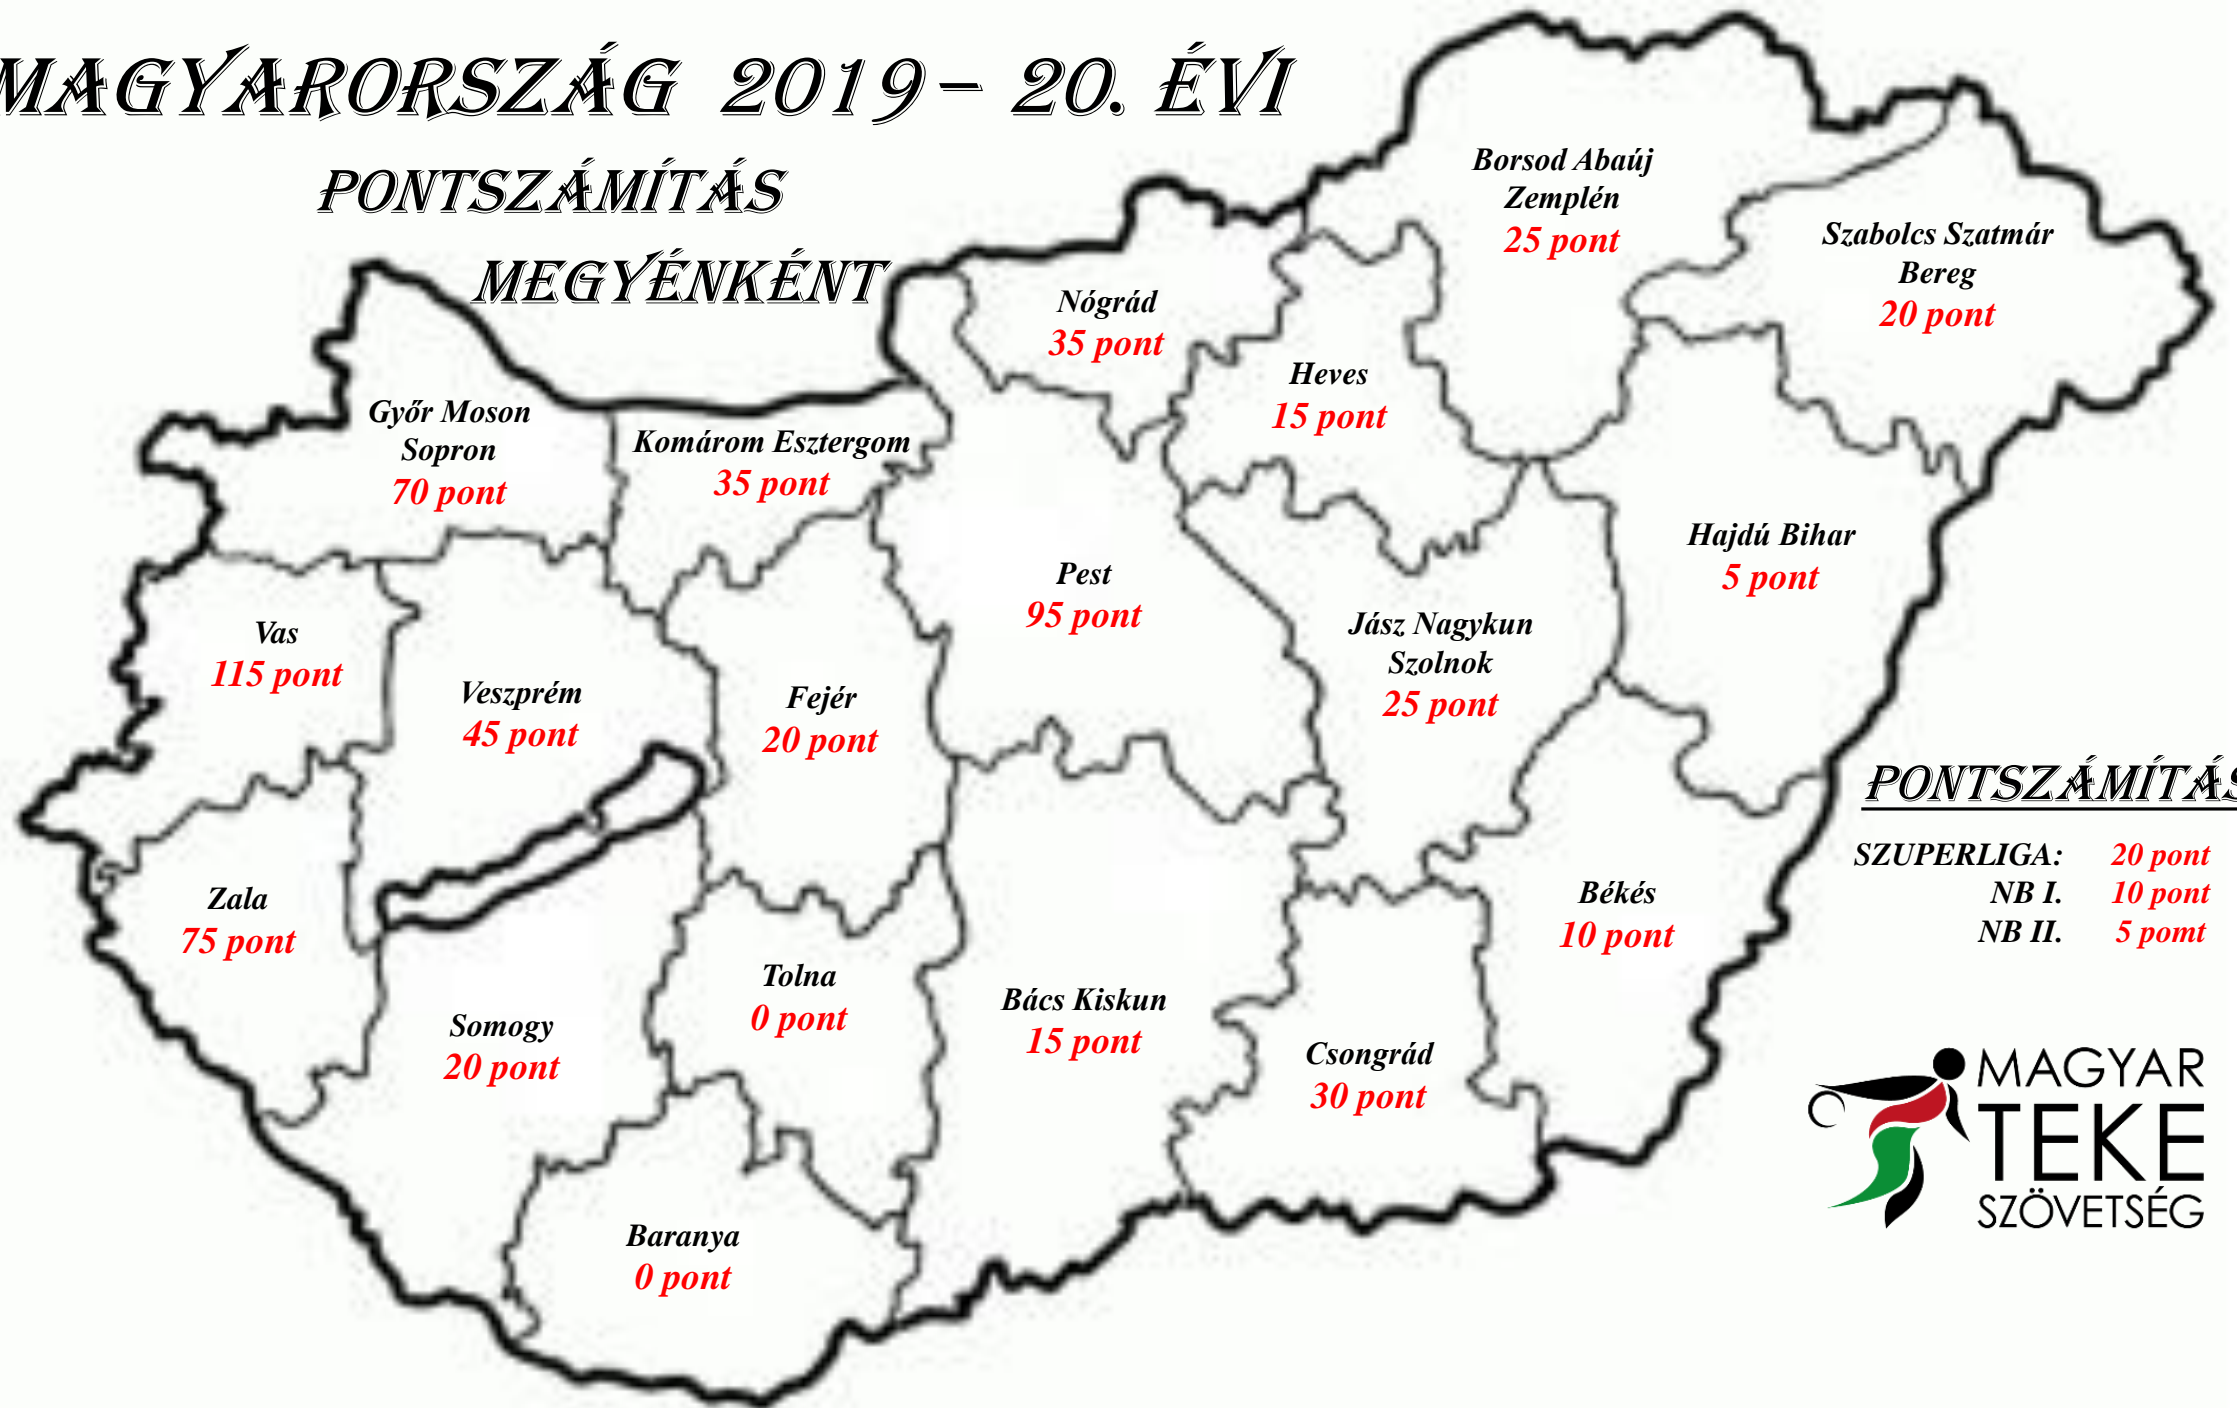 MAGYARORSZÁG 2019 – 20. ÉVI
PONTSZÁMÍTÁS
MEGYÉNKÉNT
Borsod Abaúj
Zemplén
25 pont
Szabolcs Szatmár
Bereg
20 pont
Nógrád
35 pont
Heves
15 pont
Győr Moson
Sopron
70 pont
Komárom Esztergom
35 pont
Hajdú Bihar
5 pont
Pest
95 pont
Vas
115 pont
Jász Nagykun
Szolnok
25 pont
Veszprém
45 pont
Fejér
20 pont
PONTSZÁMÍTÁS
SZUPERLIGA: 20 pont
NB I. 10 pont
NB II. 5 pomt
Zala
75 pont
Békés
10 pont
Tolna
0 pont
Bács Kiskun
15 pont
Somogy
20 pont
Csongrád
30 pont
Baranya
0 pont
MAGYAR
TEKE
SZÖVETSÉG